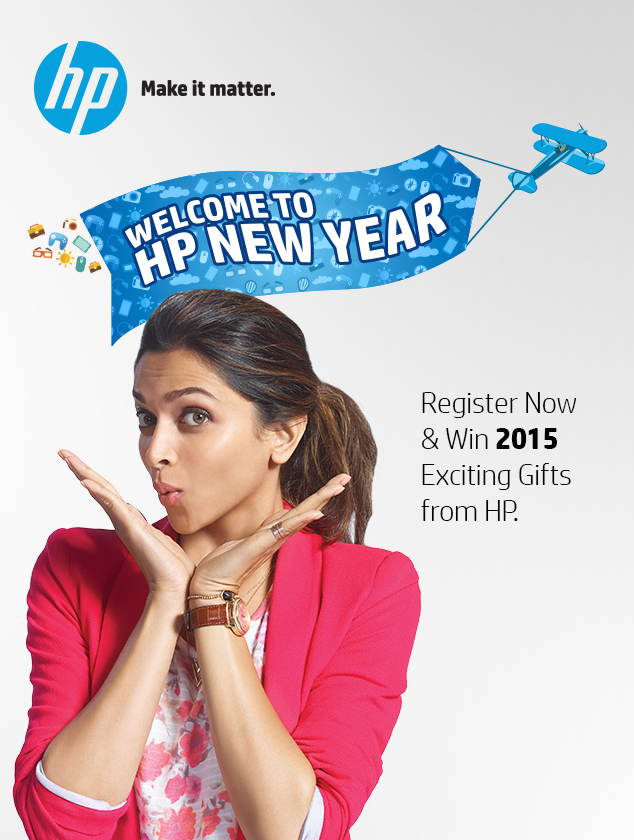 hp
Make it matter.
WELCOME TO
HP NEW YEAR
Register Now
& Win 2015
Exciting Gifts
from HP.